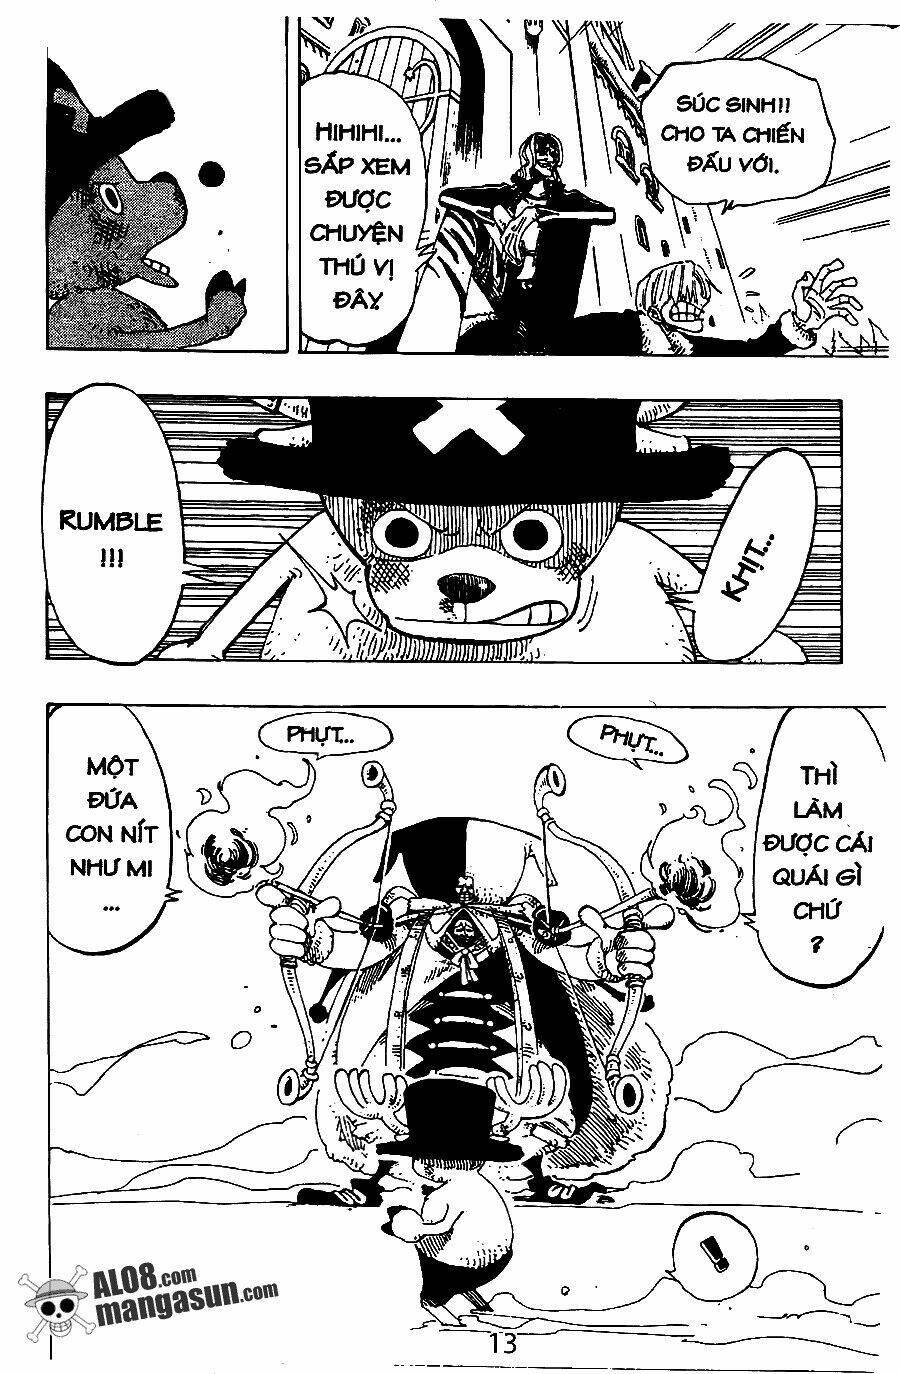 HIHIHI...
SẮP XEM
ĐƯỢC
CHUYỆN
THÚ VỊ
ĐÂY.
SÚC SINH!!
CHO TA CHIẾN
ĐẤU VỚI.
RUMBLE
!!!
KHỊT...
MỘT
ĐỨA
CON NÍT
NHƯ MI
...
PHỰT...
PHỰT...
THÌ
LÀM
ĐƯỢC CÁI
QUÁI GÌ
CHỨ
?
!
AL08.com
mangasun.com
13